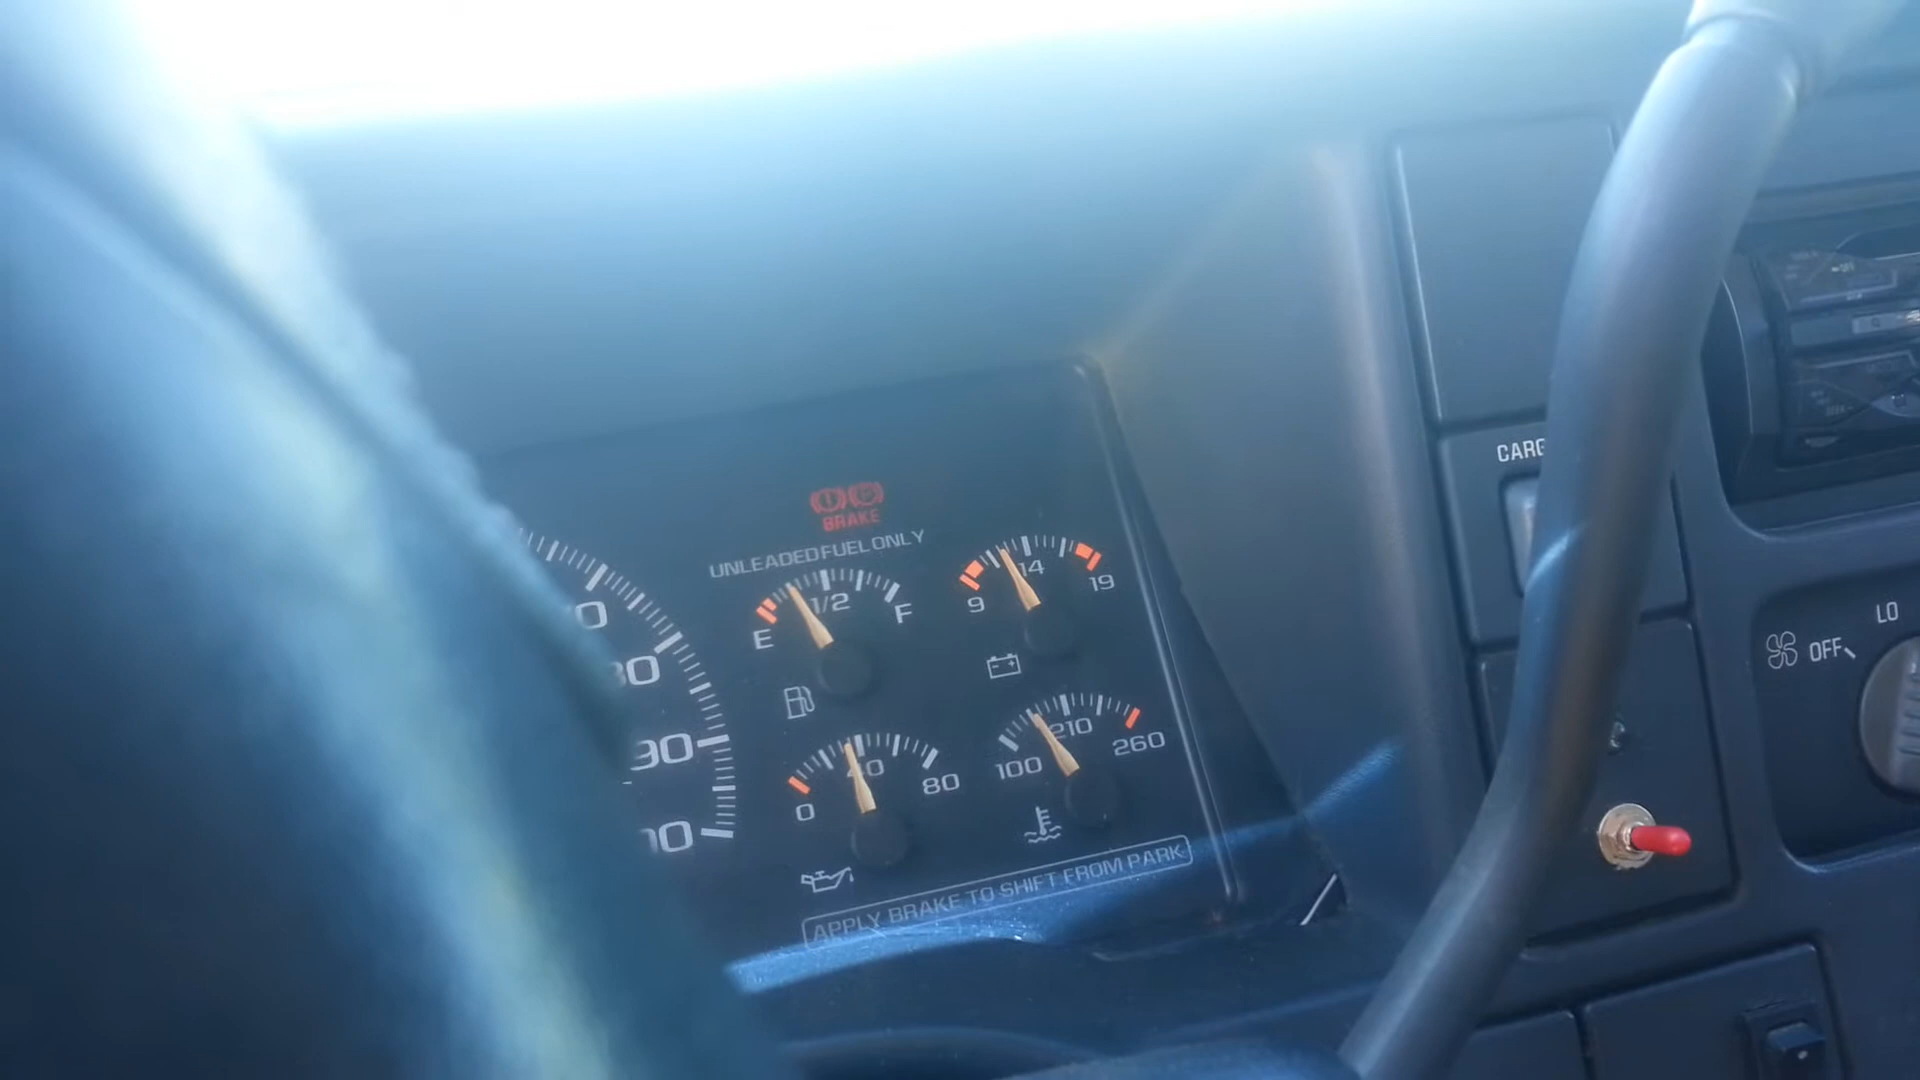 BRAKE
UNLEADED FUEL ONLY
E 1/2 F
9 14 19
0 40 80
100 210 260
90
APPLY BRAKE TO SHIFT FROM PARK
CARG
LO
OFF